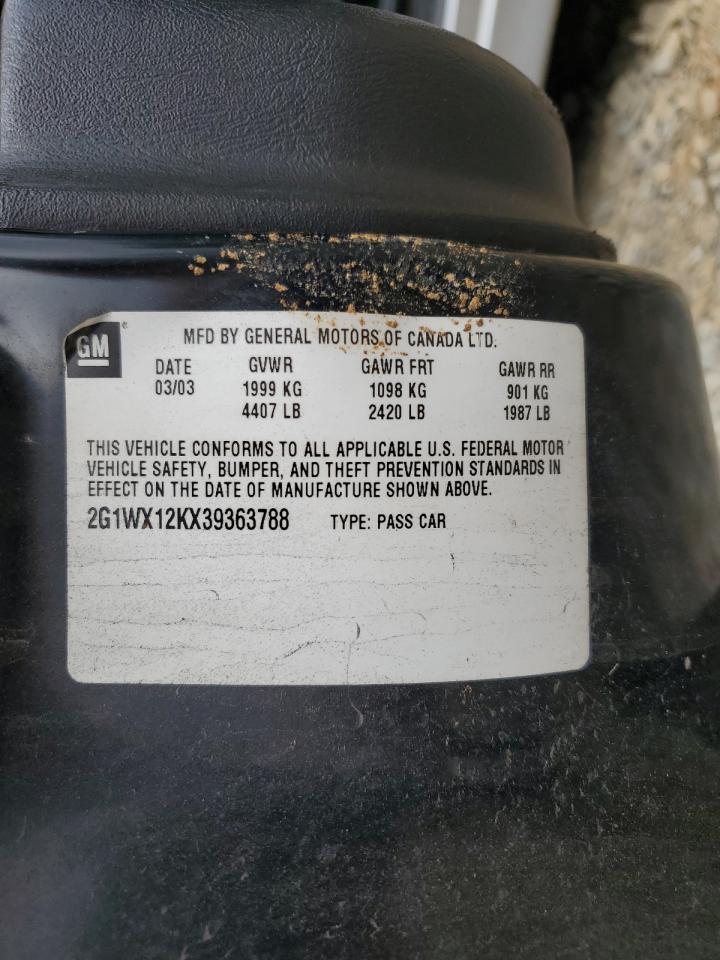 GM® MFD BY GENERAL MOTORS OF CANADA LTD.
DATE GVWR GAWR FRT GAWR RR
03/03 1999 KG 1098 KG 901 KG
4407 LB 2420 LB 1987 LB
THIS VEHICLE CONFORMS TO ALL APPLICABLE U.S. FEDERAL MOTOR
VEHICLE SAFETY, BUMPER, AND THEFT PREVENTION STANDARDS IN
EFFECT ON THE DATE OF MANUFACTURE SHOWN ABOVE.
2G1WX12KX39363788 TYPE: PASS CAR